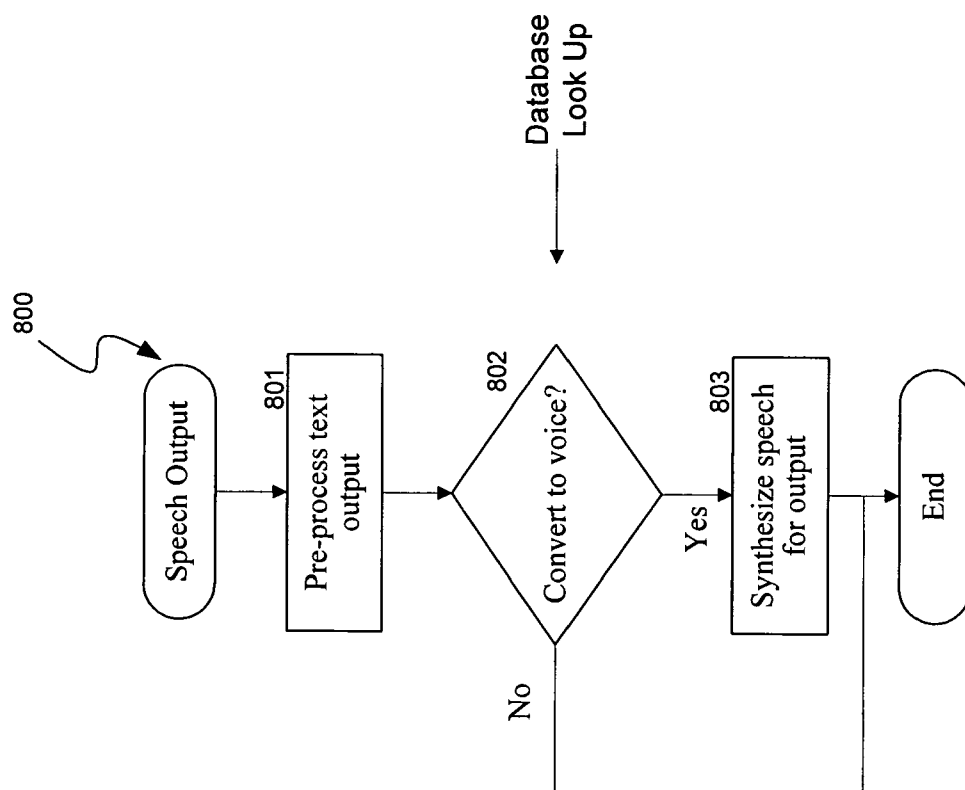 800
Speech Output
801
Pre-process text
output
802
Convert to voice?
Database
Look Up
No
Yes
803
Synthesize speech
for output
End